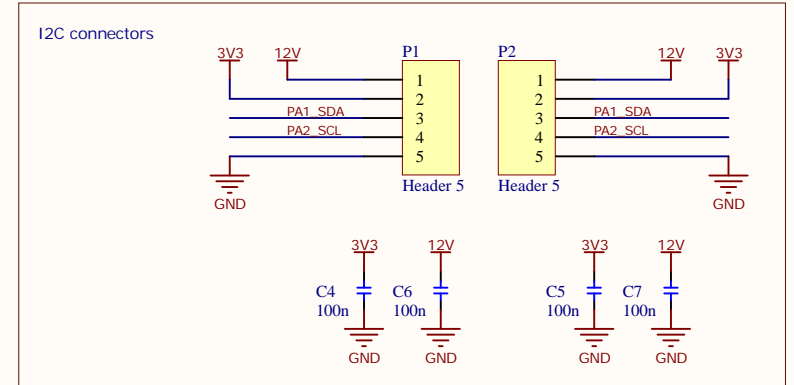 I2C connectors
3V3 12V P1 P2 12V 3V3
1 1
2 2
PA1_SDA 3 3 PA1_SDA
PA2_SCL 4 4 PA2_SCL
5 5
Header 5 Header 5
GND GND
3V3 12V 3V3 12V
C4 C6 C5 C7
100n 100n 100n 100n
GND GND GND GND